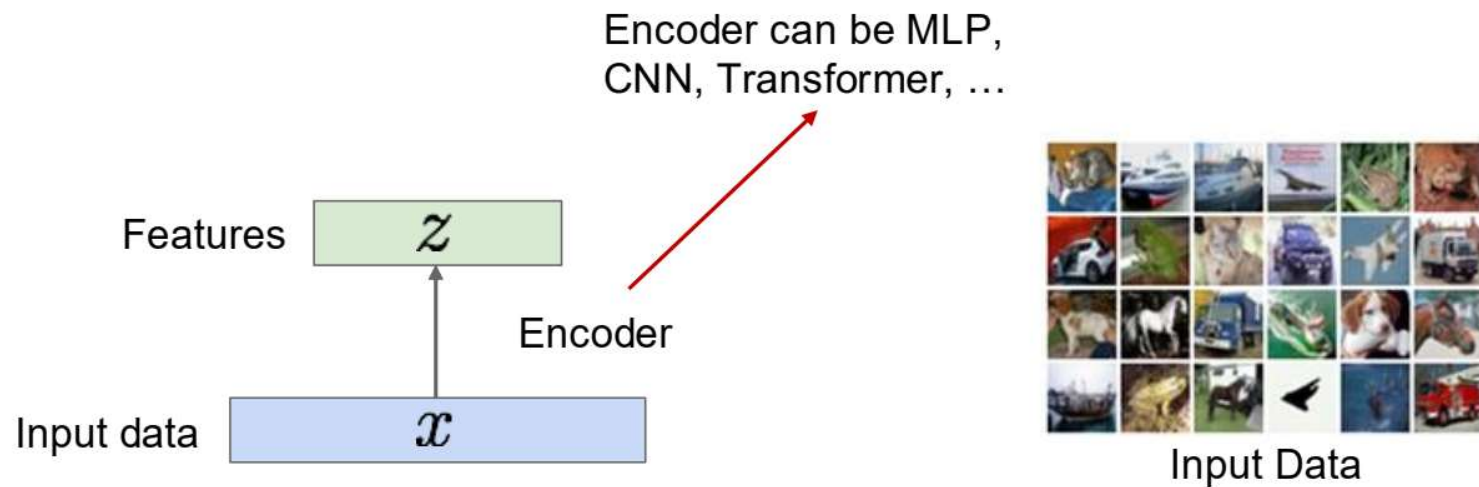 Encoder can be MLP,
CNN, Transformer, …
Features
z
Encoder
Input data
x
Input Data